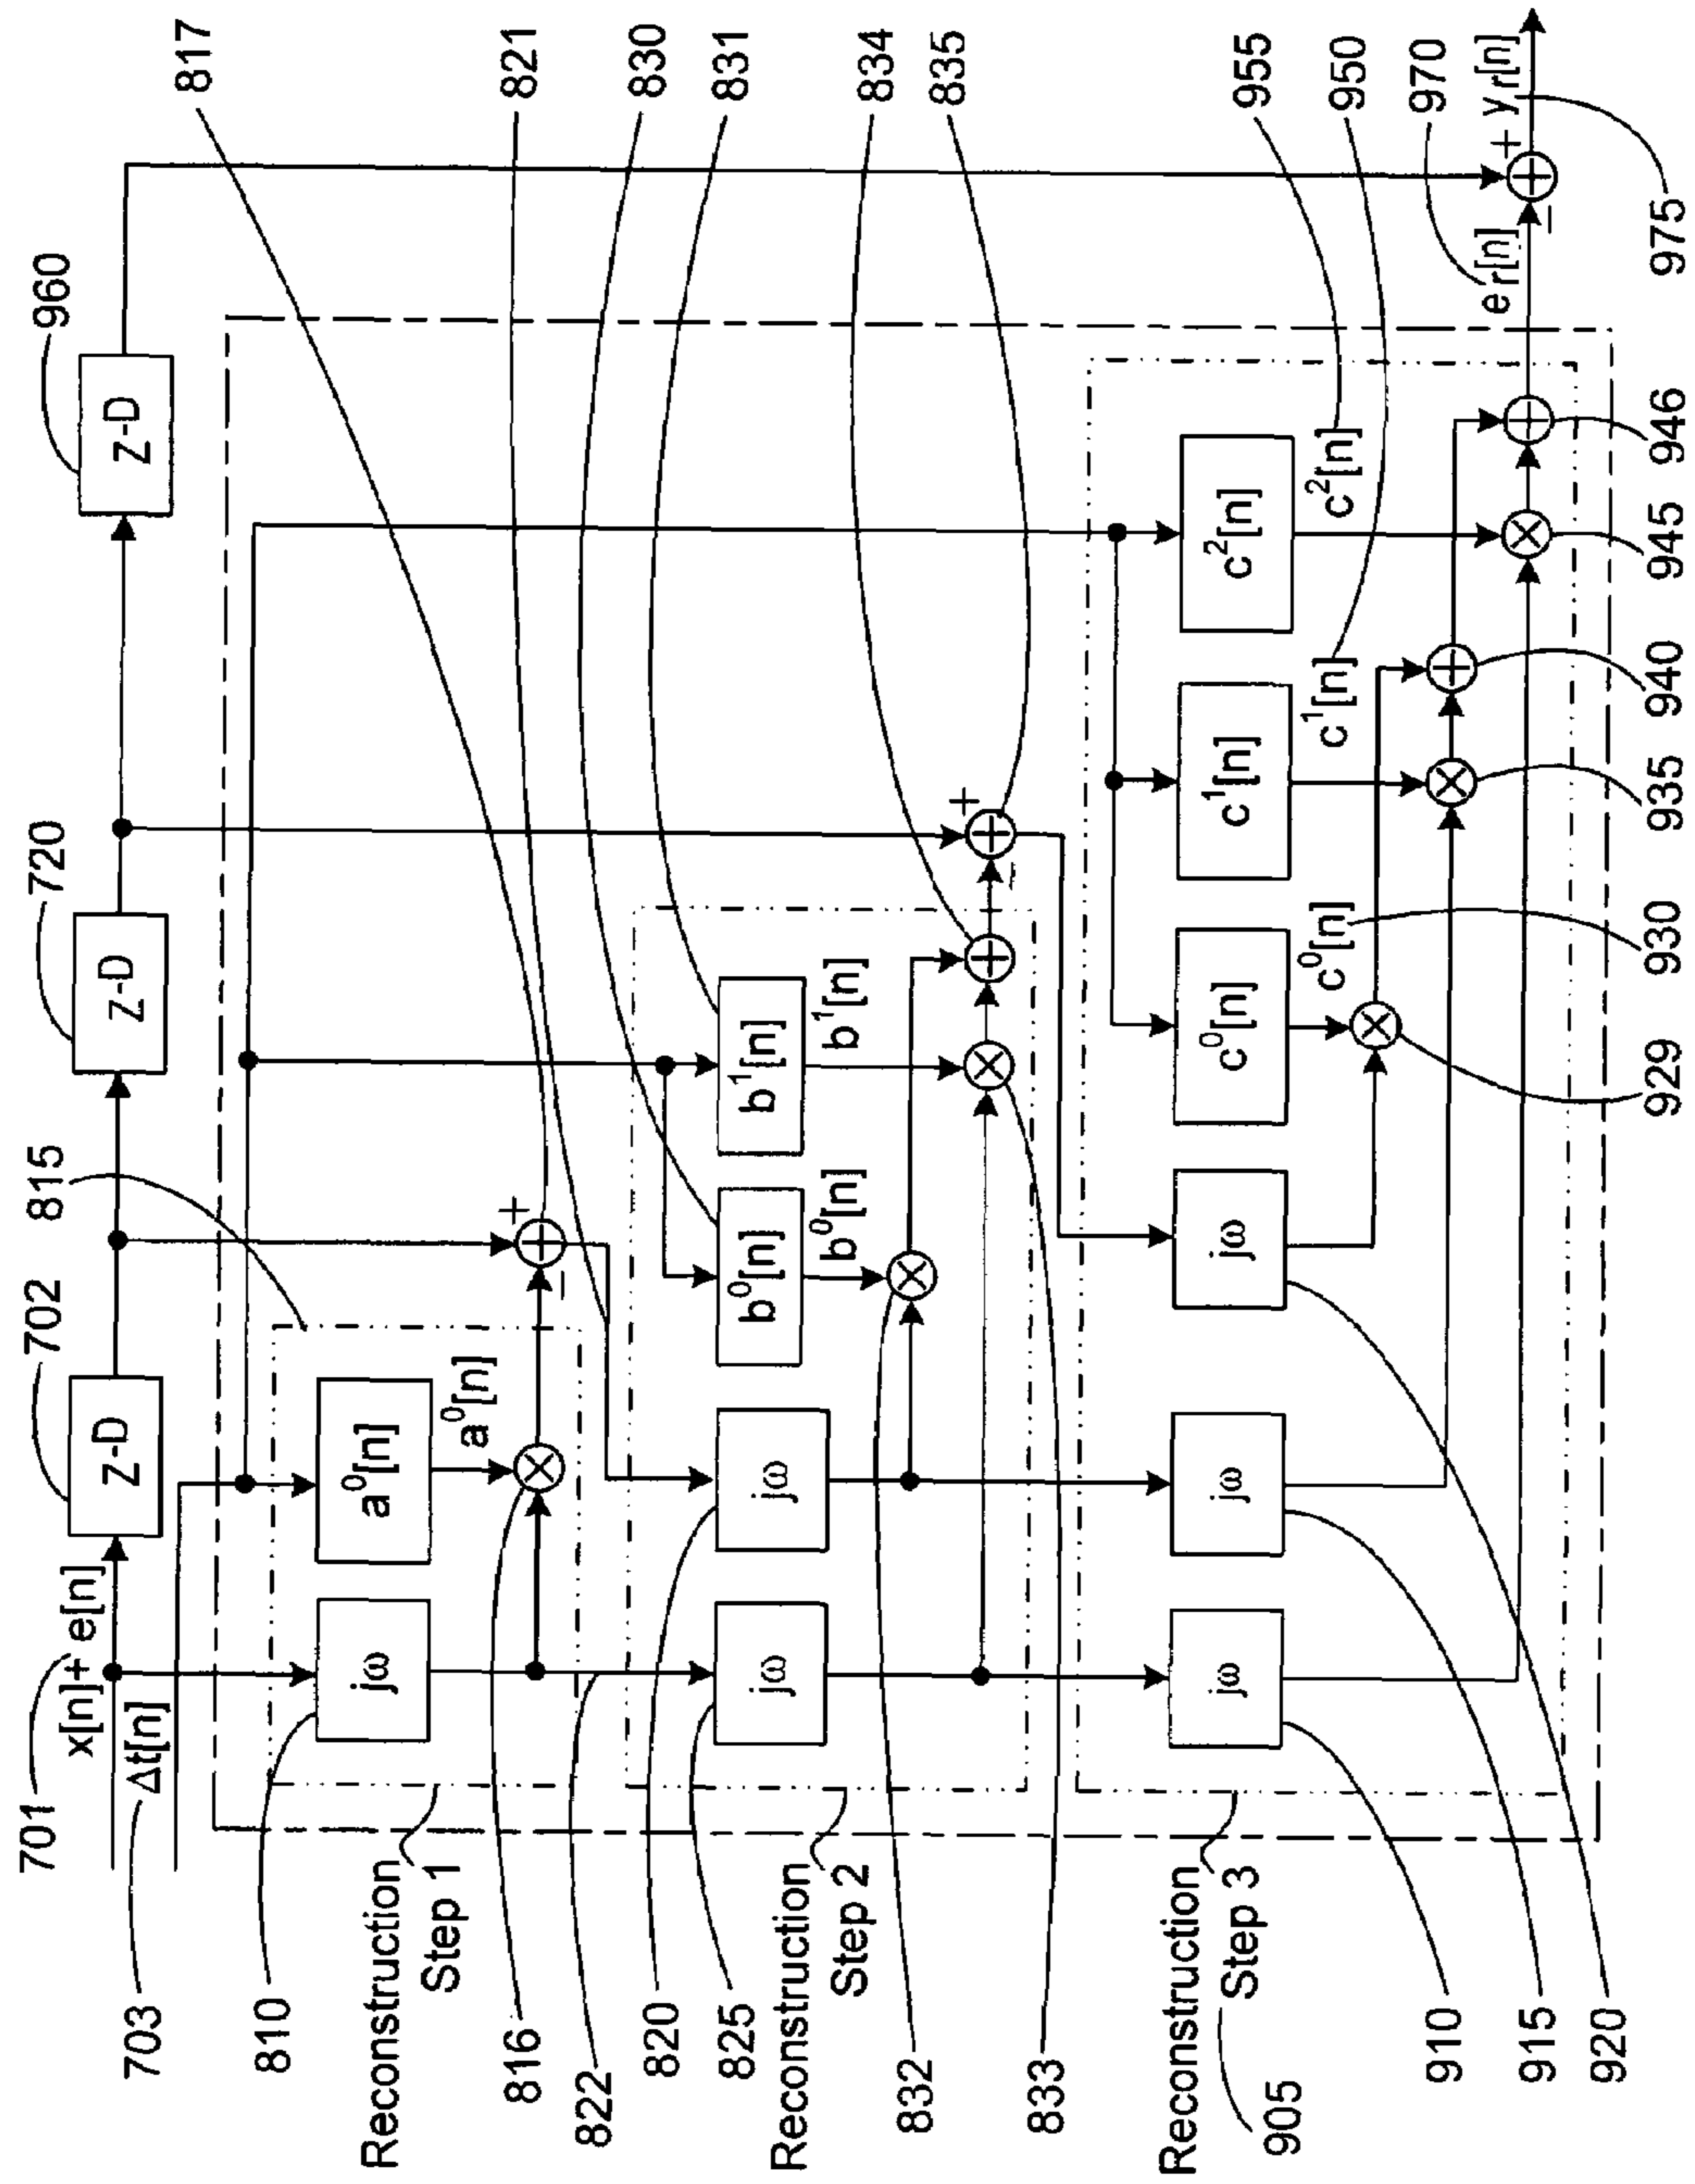 701
x[n]+ e[n]
703
Δt[n]
702
z-D
720
z-D
960
z-D
815
817
821
830
831
834
835
955
950
970
810
jω
a⁰[n]
a⁰[n]
+
−
Reconstruction
Step 1
816
822
820
825
jω
jω
b⁰[n]
b¹[n]
b⁰[n]
b¹[n]
+
−
Reconstruction
Step 2
832
833
Reconstruction
Step 3
905
jω
jω
jω
c⁰[n]
c¹[n]
c²[n]
c⁰[n]
c¹[n]
c²[n]
er[n]
+
−
yr[n]
910
915
920
929
930
935
940
945
946
975